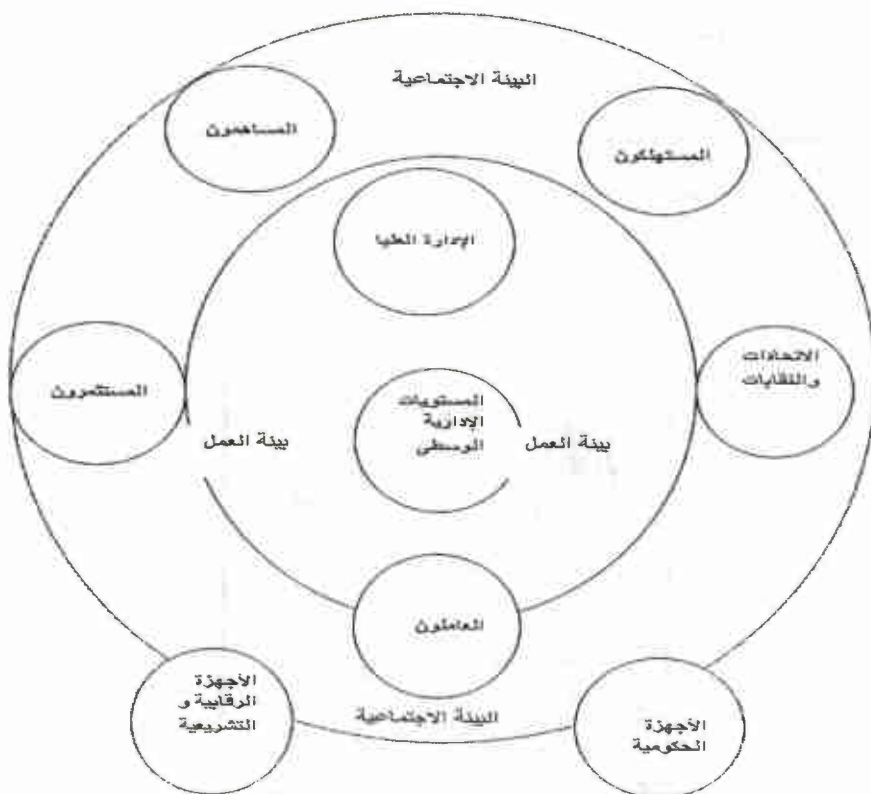 البيئة الاجتماعية
المساهمون
المستهلكون
الإدارة العليا
الاتحادات
والنقابات
المستثمرون
المستويات
الإدارية
الوسطى
بيئة العمل
بيئة العمل
العاملون
الأجهزة
الرقابية و
التشريعية
البيئة الاجتماعية
الأجهزة
الحكومية